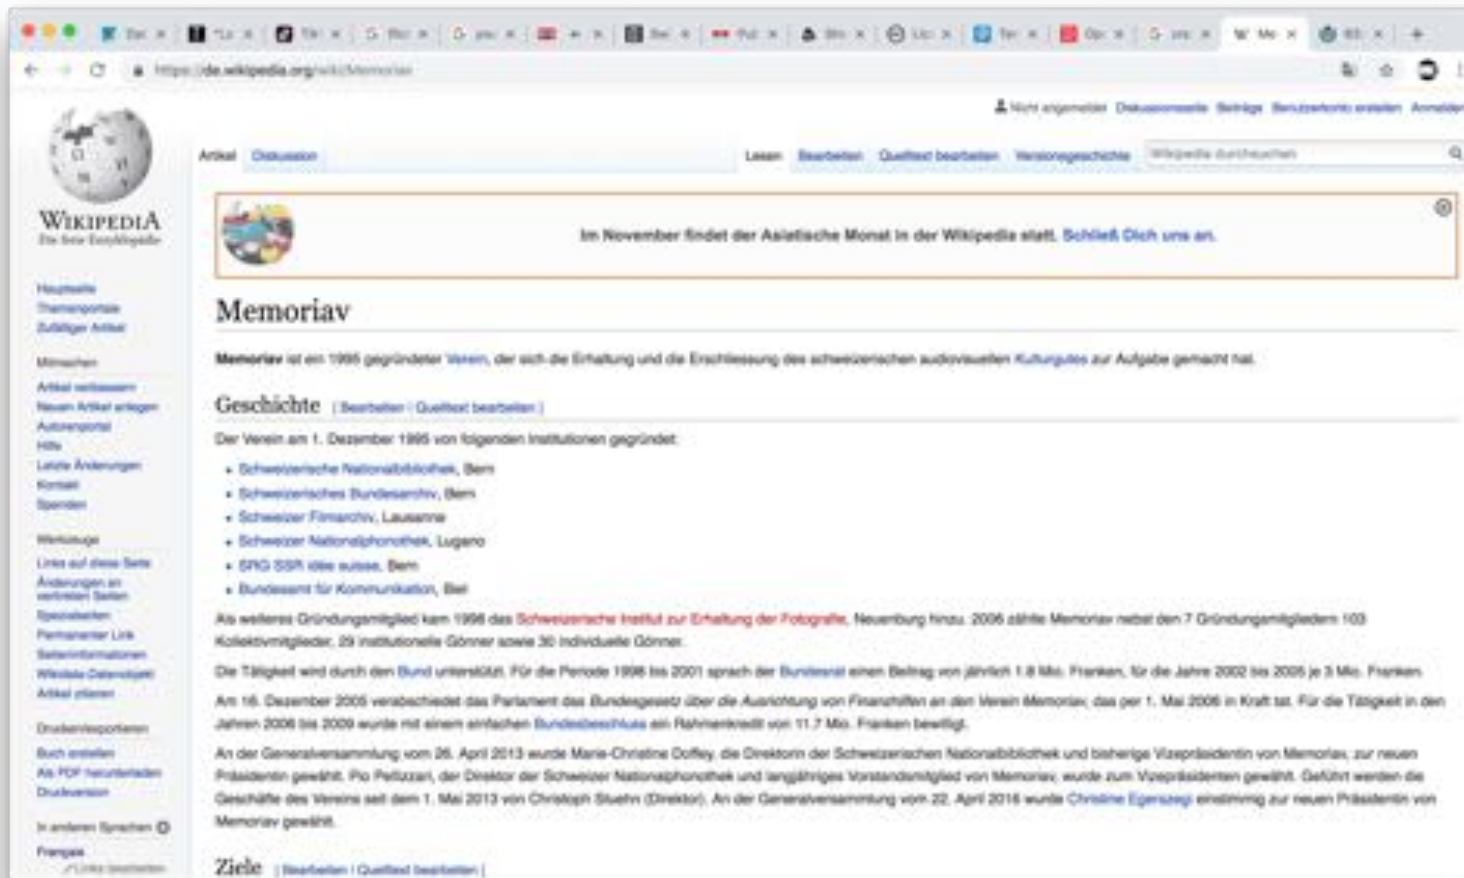 https://de.wikipedia.org/wiki/Memoriav
Nicht angemeldet Diskussionsseite Beiträge Benutzerkonto erstellen Anmelden
Artikel Diskussion Lesen Bearbeiten Quelltext bearbeiten Versionsgeschichte Wikipedia durchsuchen
WIKIPEDIA
Die freie Enzyklopädie
Im November findet der Asiatische Monat in der Wikipedia statt. Schließ Dich uns an.
Hauptseite
Themenportale
Zufälliger Artikel
Mitmachen
Artikel verbessern
Neuen Artikel anlegen
Autorenportal
Hilfe
Letzte Änderungen
Kontakt
Spenden
Werkzeuge
Links auf diese Seite
Änderungen an
verlinkten Seiten
Spezialseiten
Permanenter Link
Seiteninformationen
Wikidata-Datenobjekt
Artikel zitieren
Drucken/exportieren
Buch erstellen
Als PDF herunterladen
Druckversion
In anderen Sprachen
Français
Links bearbeiten
Memoriav
Memoriav ist ein 1995 gegründeter Verein, der sich die Erhaltung und die Erschliessung des schweizerischen audiovisuellen Kulturgutes zur Aufgabe gemacht hat.
Geschichte [ Bearbeiten | Quelltext bearbeiten ]
Der Verein am 1. Dezember 1995 von folgenden Institutionen gegründet:
• Schweizerische Nationalbibliothek, Bern
• Schweizerisches Bundesarchiv, Bern
• Schweizer Filmarchiv, Lausanne
• Schweizer Nationalphonothek, Lugano
• SRG SSR idée suisse, Bern
• Bundesamt für Kommunikation, Biel
Als weiteres Gründungsmitglied kam 1998 das Schweizerische Institut zur Erhaltung der Fotografie, Neuenburg hinzu. 2006 zählte Memoriav nebst den 7 Gründungsmitgliedern 103
Kollektivmitglieder, 29 institutionelle Gönner sowie 30 individuelle Gönner.
Die Tätigkeit wird durch den Bund unterstützt. Für die Periode 1998 bis 2001 sprach der Bundesrat einen Beitrag von jährlich 1.8 Mio. Franken, für die Jahre 2002 bis 2005 je 3 Mio. Franken.
Am 16. Dezember 2005 verabschiedet das Parlament das Bundesgesetz über die Ausrichtung von Finanzhilfen an den Verein Memoriav, das per 1. Mai 2006 in Kraft tat. Für die Tätigkeit in den
Jahren 2006 bis 2009 wurde mit einem einfachen Bundesbeschluss ein Rahmenkredit von 11.7 Mio. Franken bewilligt.
An der Generalversammlung vom 26. April 2013 wurde Marie-Christine Doffey, die Direktorin der Schweizerischen Nationalbibliothek und bisherige Vizepräsidentin von Memoriav, zur neuen
Präsidentin gewählt. Pio Pellizzari, der Direktor der Schweizer Nationalphonothek und langjähriges Vorstandsmitglied von Memoriav, wurde zum Vizepräsidenten gewählt. Geführt werden die
Geschäfte des Vereins seit dem 1. Mai 2013 von Christoph Stuehn (Direktor). An der Generalversammlung vom 22. April 2016 wurde Christine Egerszegi einstimmig zur neuen Präsidentin von
Memoriav gewählt.
Ziele [ Bearbeiten | Quelltext bearbeiten ]